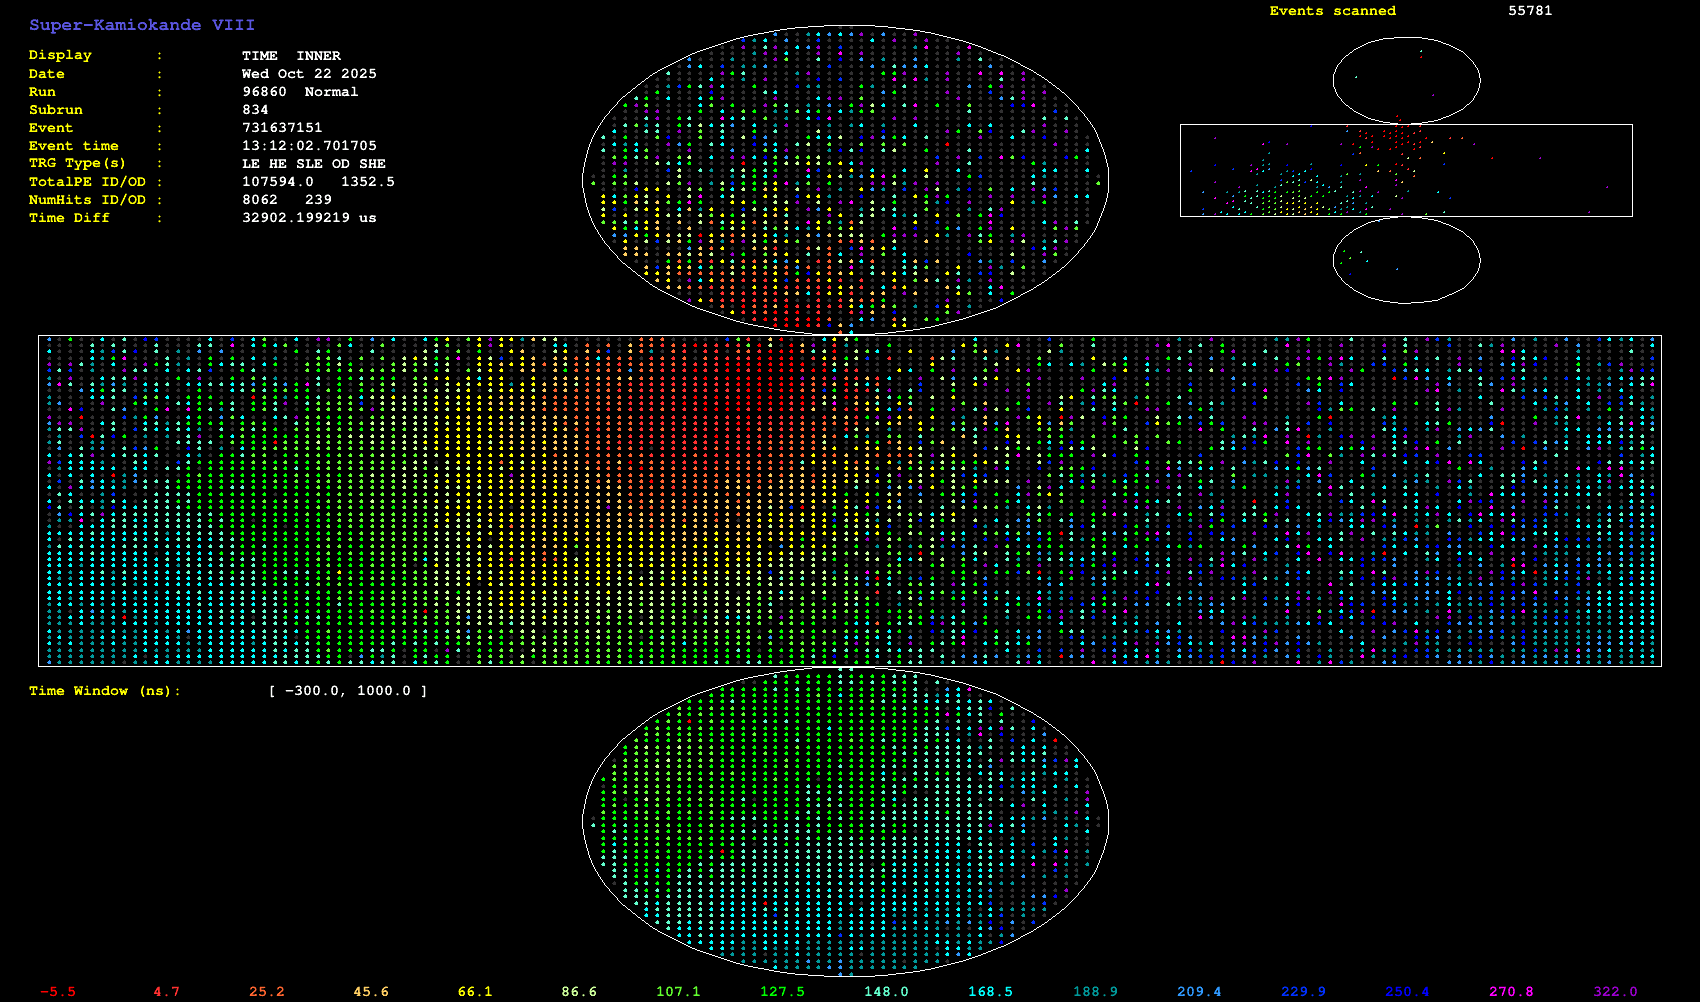 Super-Kamiokande VIII
Events scanned 55781
Display : TIME INNER
Date : Wed Oct 22 2025
Run : 96860 Normal
Subrun : 834
Event : 731637151
Event time : 13:12:02.701705
TRG Type(s) : LE HE SLE OD SHE
TotalPE ID/OD : 107594.0 1352.5
NumHits ID/OD : 8062 239
Time Diff : 32902.199219 us
Time Window (ns): [ -300.0, 1000.0 ]
-5.5 4.7 25.2 45.6 66.1 86.6 107.1 127.5 148.0 168.5 188.9 209.4 229.9 250.4 270.8 322.0